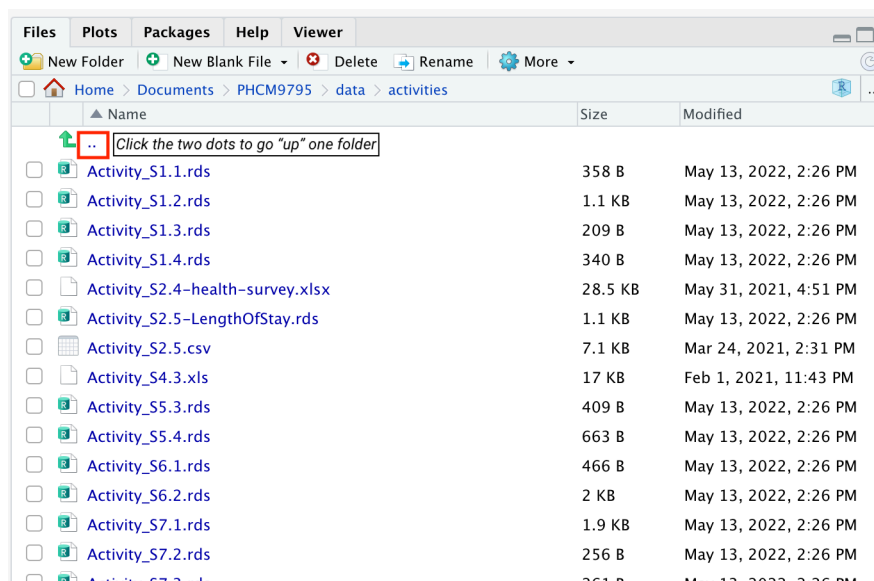 Files Plots Packages Help Viewer
New Folder New Blank File Delete Rename More
Home > Documents > PHCM9795 > data > activities R ..
Name Size Modified
.. Click the two dots to go “up” one folder
Activity_S1.1.rds 358 B May 13, 2022, 2:26 PM
Activity_S1.2.rds 1.1 KB May 13, 2022, 2:26 PM
Activity_S1.3.rds 209 B May 13, 2022, 2:26 PM
Activity_S1.4.rds 340 B May 13, 2022, 2:26 PM
Activity_S2.4-health-survey.xlsx 28.5 KB May 31, 2021, 4:51 PM
Activity_S2.5-LengthOfStay.rds 1.1 KB May 13, 2022, 2:26 PM
Activity_S2.5.csv 7.1 KB Mar 24, 2021, 2:31 PM
Activity_S4.3.xls 17 KB Feb 1, 2021, 11:43 PM
Activity_S5.3.rds 409 B May 13, 2022, 2:26 PM
Activity_S5.4.rds 663 B May 13, 2022, 2:26 PM
Activity_S6.1.rds 466 B May 13, 2022, 2:26 PM
Activity_S6.2.rds 2 KB May 13, 2022, 2:26 PM
Activity_S7.1.rds 1.9 KB May 13, 2022, 2:26 PM
Activity_S7.2.rds 256 B May 13, 2022, 2:26 PM